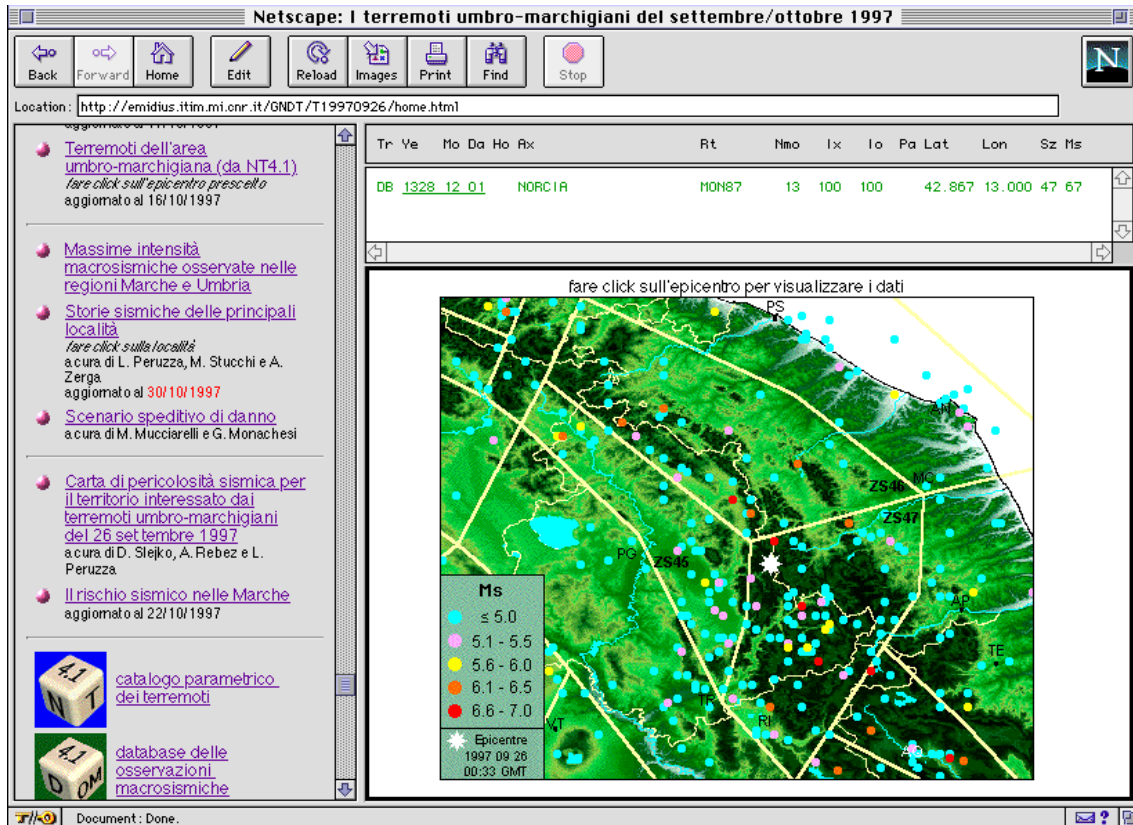 Netscape: I terremoti umbro-marchigiani del settembre/ottobre 1997
Back Forward Home Edit Reload Images Print Find Stop
N
Location: http://emidius.itim.mi.cnr.it/GNDT/T19970926/home.html
Terremoti dell'area
umbro-marchigiana (da NT4.1)
fare click sull'epicentro prescelto
aggiornato al 16/10/1997
Massime intensità
macrosismiche osservate nelle
regioni Marche e Umbria
Storie sismiche delle principali
località
fare click sulla località
a cura di L. Peruzza, M. Stucchi e A.
Zerga
aggiornato al 30/10/1997
Scenario speditivo di danno
a cura di M. Mucciarelli e G. Monachesi
Carta di pericolosità sismica per
il territorio interessato dai
terremoti umbro-marchigiani
del 26 settembre 1997
a cura di D. Slejko, A. Rebez e L.
Peruzza
Il rischio sismico nelle Marche
aggiornato al 22/10/1997
4.1 N T
catalogo parametrico
dei terremoti
4.1 D OM
database delle
osservazioni
macrosismiche
Tr Ye Mo Da Ho Ax Rt Nmo Ix Io Pa Lat Lon Sz Ms
DB 1328 12 01 NORCIA MON87 13 100 100 42.867 13.000 47 67
fare click sull'epicentro per visualizzare i dati
PS
AN
MC
ZS46
ZS47
PG
ZS45
AP
TE
TR
RI
VT
AQ
Ms
≤ 5.0
5.1 - 5.5
5.6 - 6.0
6.1 - 6.5
6.6 - 7.0
Epicentre
1997 09 26
00:33 GMT
Document: Done.
?